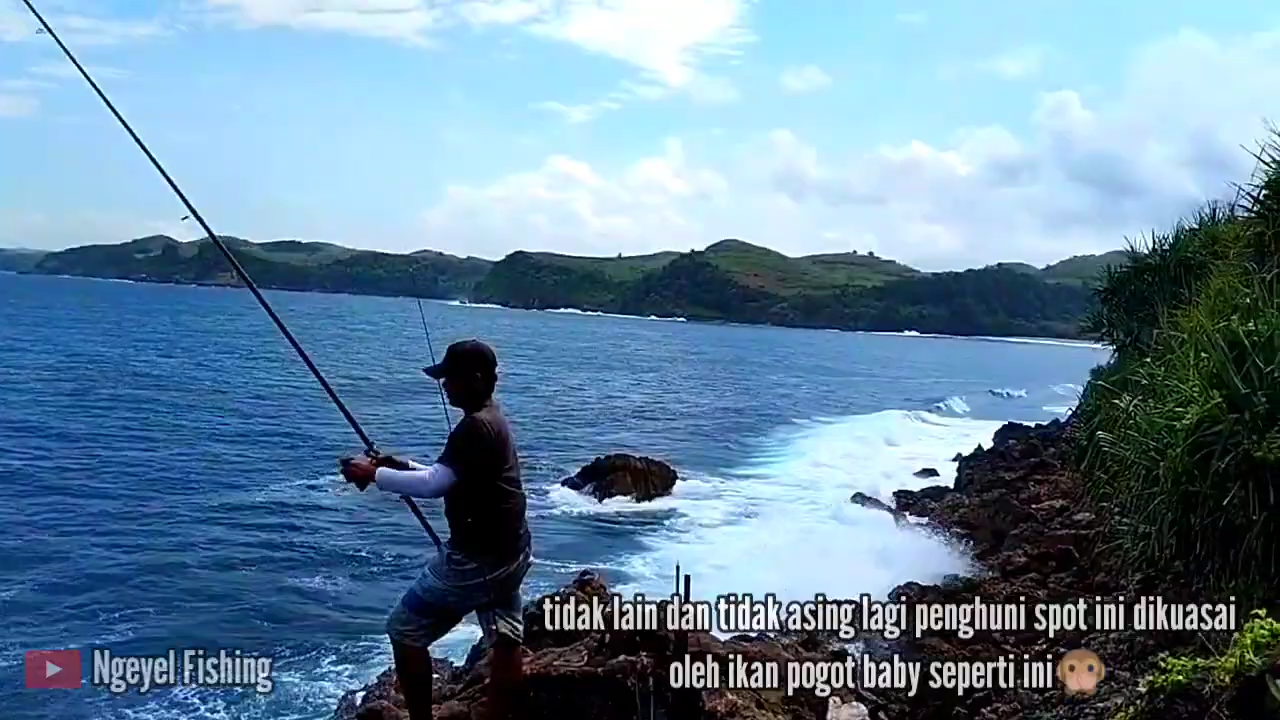 tidak lain dan tidak asing lagi penghuni spot ini dikuasai
oleh ikan pogot baby seperti ini🙊
Ngeyel Fishing